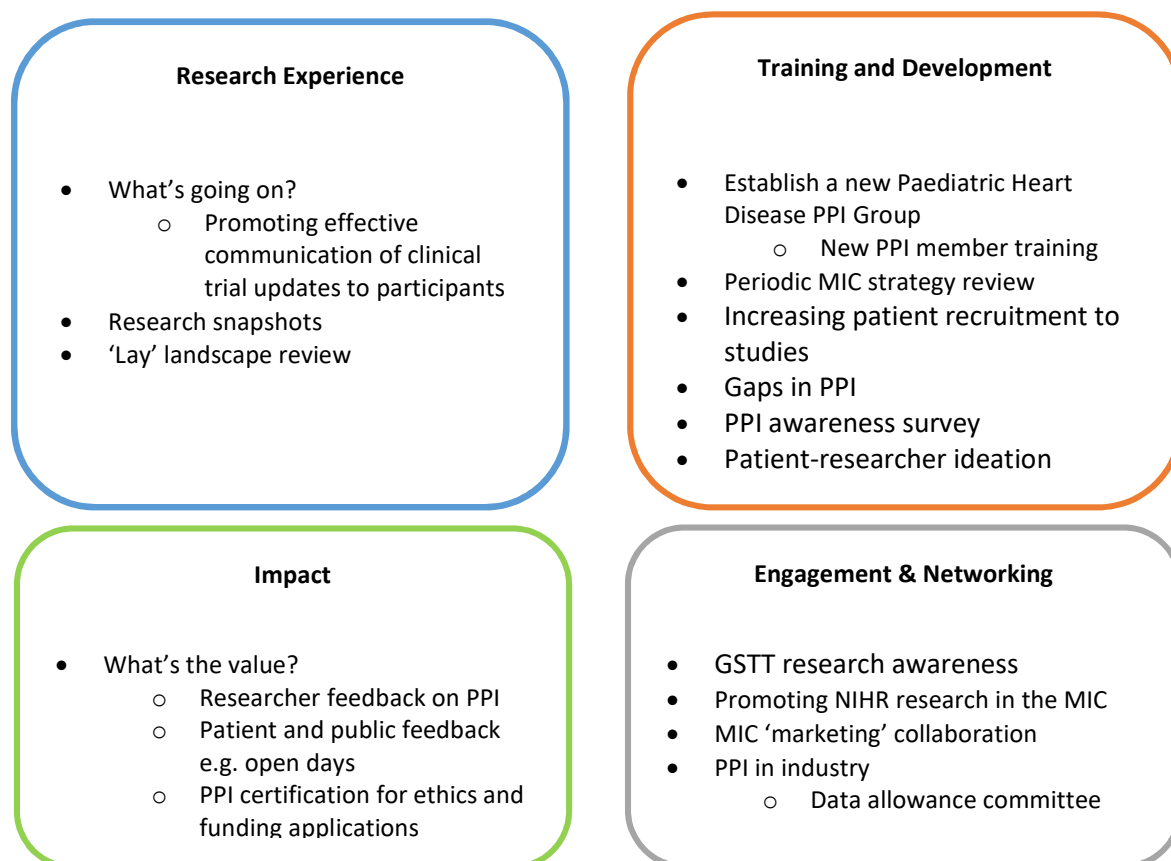 Research Experience
• What's going on?
o Promoting effective
communication of clinical
trial updates to participants
• Research snapshots
• ‘Lay’ landscape review
Training and Development
• Establish a new Paediatric Heart
Disease PPI Group
o New PPI member training
• Periodic MIC strategy review
• Increasing patient recruitment to
studies
• Gaps in PPI
• PPI awareness survey
• Patient-researcher ideation
Impact
• What's the value?
o Researcher feedback on PPI
o Patient and public feedback
e.g. open days
o PPI certification for ethics and
funding applications
Engagement & Networking
• GSTT research awareness
• Promoting NIHR research in the MIC
• MIC ‘marketing’ collaboration
• PPI in industry
o Data allowance committee